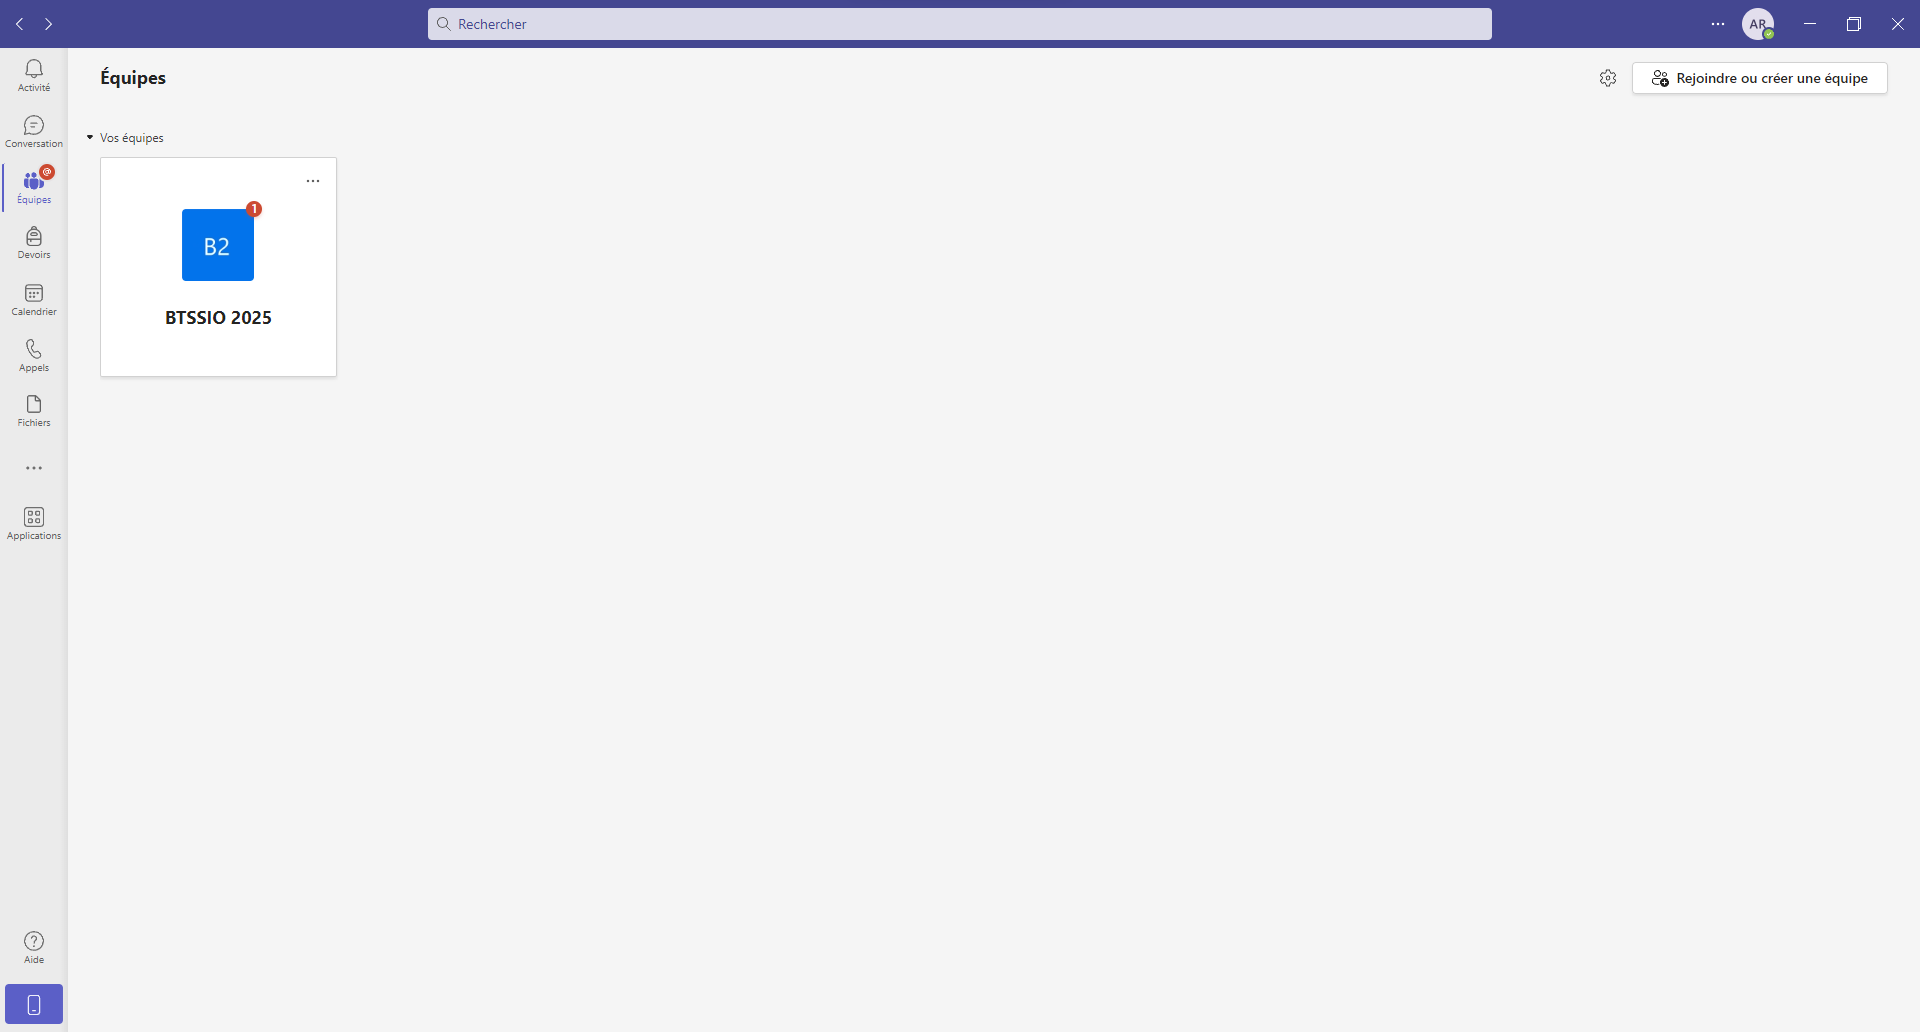 Rechercher
AR
Activité
Conversation
@
Équipes
Devoirs
Calendrier
Appels
Fichiers
Applications
Aide
Équipes
Rejoindre ou créer une équipe
Vos équipes
1
B2
BTSSIO 2025